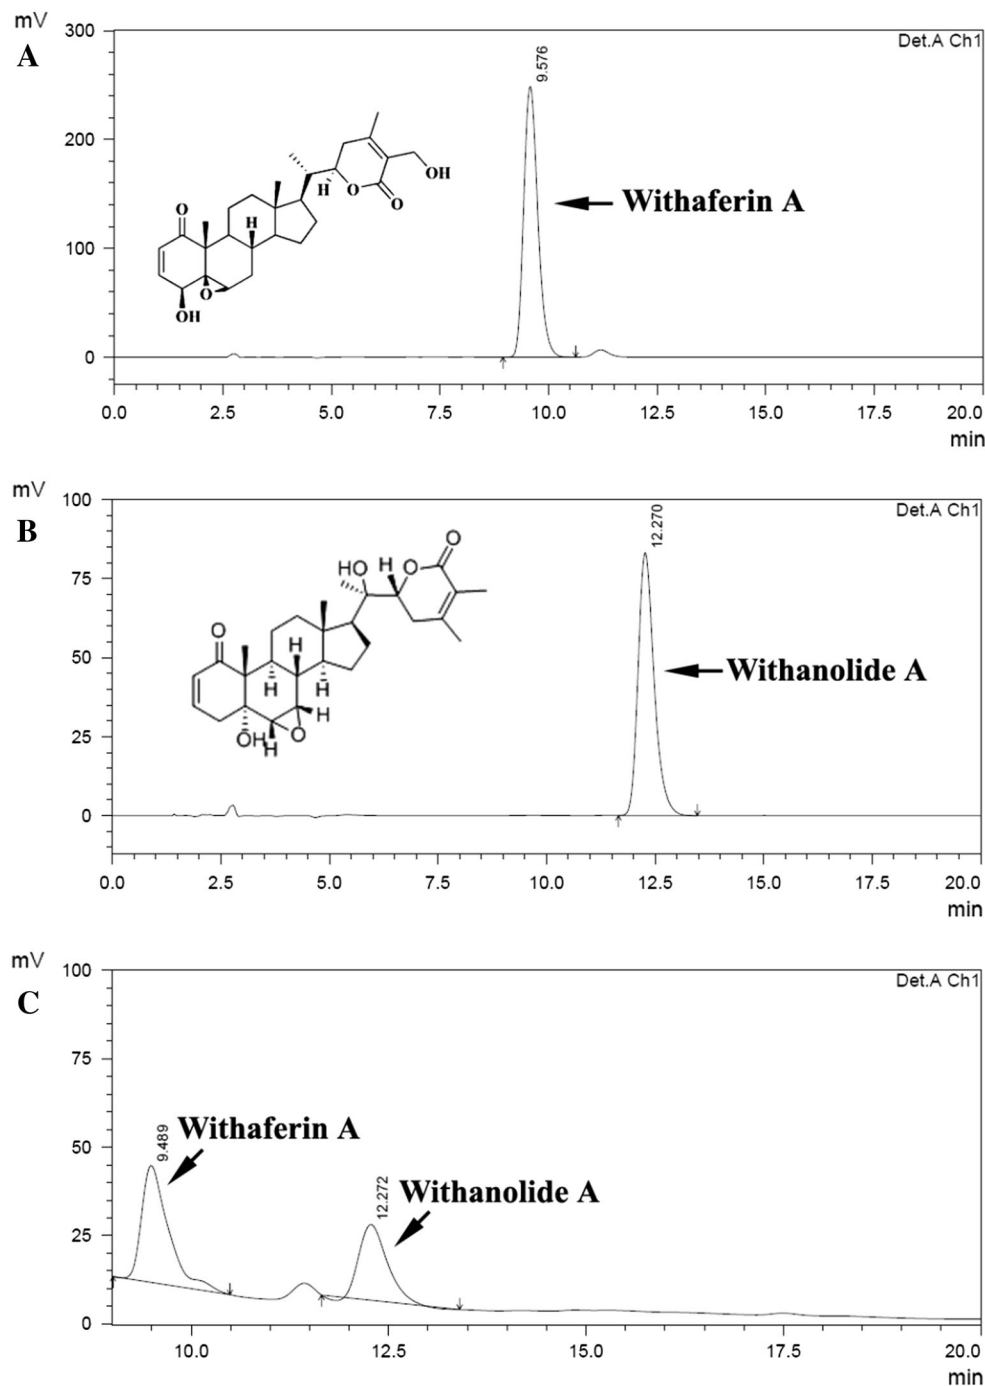 mV
A
300
Det.A Ch1
9.576
200
100
0
Withaferin A
O
H
H
O
O
OH
O
OH
0.0 2.5 5.0 7.5 10.0 12.5 15.0 17.5 20.0
min
mV
B
100
Det.A Ch1
12.270
75
50
25
0
Withanolide A
O
HO
H
O
O
H
H
H
H
OH
H
O
0.0 2.5 5.0 7.5 10.0 12.5 15.0 17.5 20.0
min
mV
C
100
Det.A Ch1
75
50
25
0
Withaferin A
9.489
Withanolide A
12.272
10.0 12.5 15.0 17.5 20.0
min